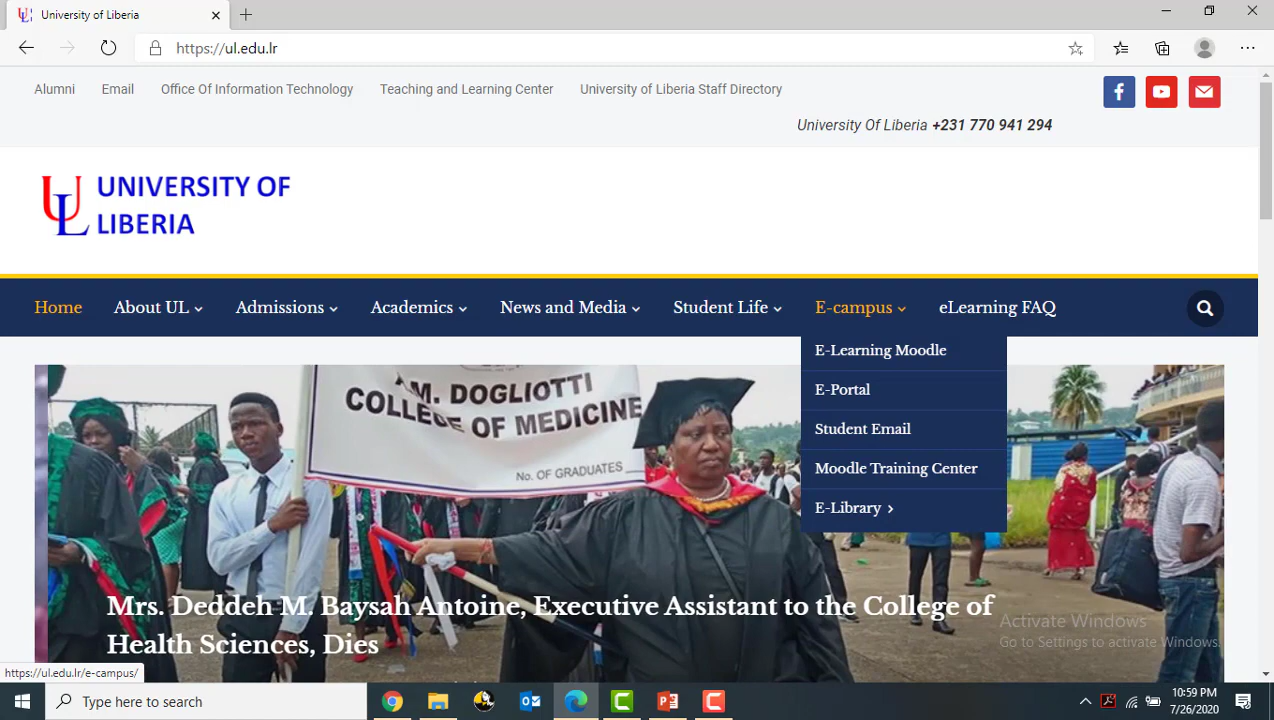 University of Liberia
https://ul.edu.lr
Alumni Email Office Of Information Technology Teaching and Learning Center University of Liberia Staff Directory
University Of Liberia +231 770 941 294
UL UNIVERSITY OF
LIBERIA
Home About UL Admissions Academics News and Media Student Life E-campus eLearning FAQ
E-Learning Moodle
E-Portal
Student Email
Moodle Training Center
E-Library
A.M. DOGLIOTTI
COLLEGE OF MEDICINE
No. OF GRADUATES
Mrs. Deddeh M. Baysah Antoine, Executive Assistant to the College of
Health Sciences, Dies
Activate Windows
Go to Settings to activate Windows.
https://ul.edu.lr/e-campus/
Type here to search
10:59 PM
7/26/2020